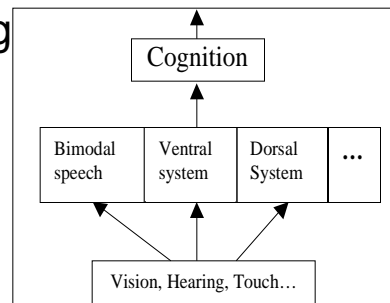 g
Cognition
Bimodal speech
Ventral system
Dorsal System
...
Vision, Hearing, Touch...